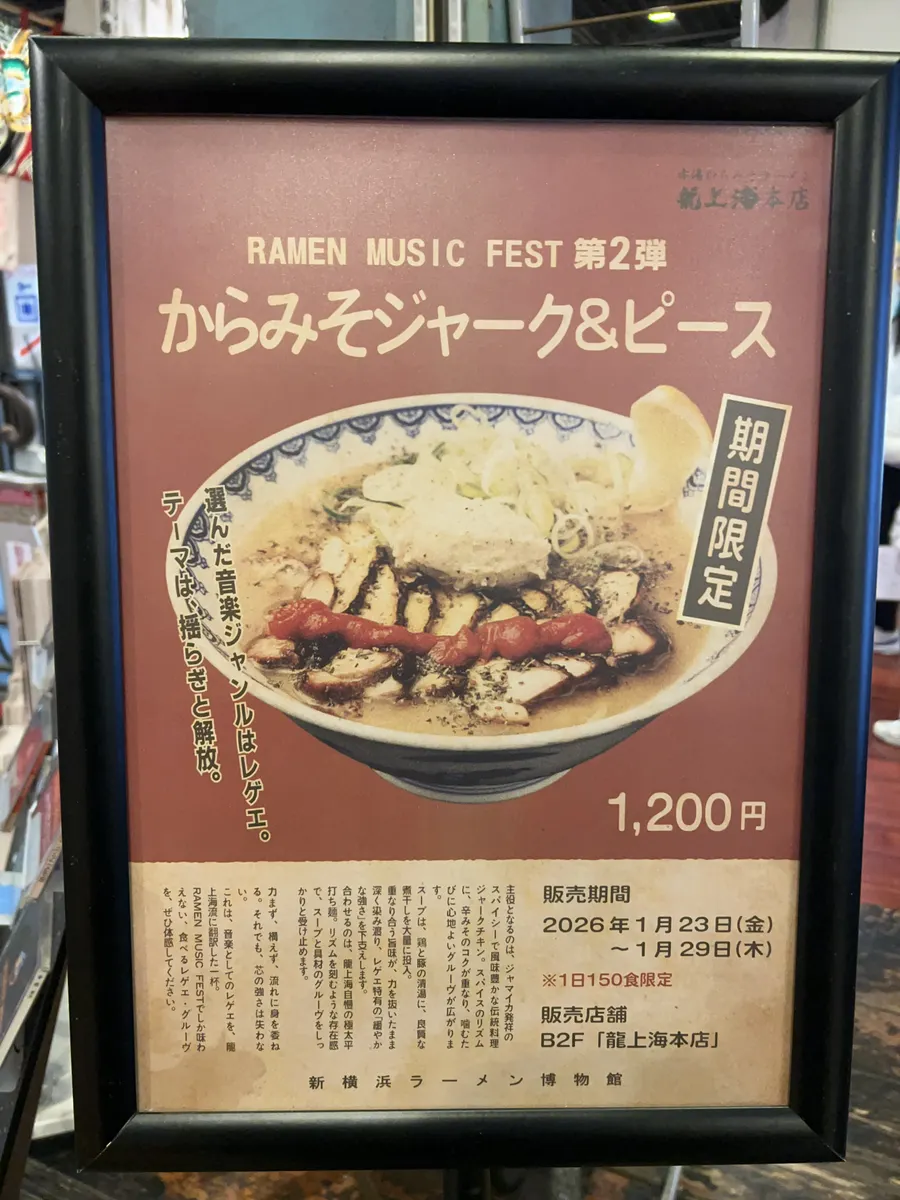 赤湯からみそラーメン
龍上海本店
RAMEN MUSIC FEST 第2弾
からみそジャーク&ピース
期間限定
選んだ音楽ジャンルはレゲエ。
テーマは、揺らぎと解放。
1,200円
主役となるのは、ジャマイカ発祥の
スパイシーで風味豊かな伝統料理
ジャークチキン。スパイスのリズム
に、辛みそのコクが重なり、噛むた
びに心地よいグルーヴが広がりま
す。
スープは、鶏と豚の清湯に、良質な
煮干しを大量に投入。
重なり合う旨味が、力を抜いたまま
深く染み渡り、レゲエ特有の「緩やか
な強さ」を下支えします。
合わせるのは、龍上海自慢の極太平
打ち麺。リズムを刻むような存在感
で、スープと具材のグルーヴをしっ
かりと受け止めます。
力まず、構えず、流れに身を委ね
る。それでも、芯の強さは失わな
い。
これは、音楽としてのレゲエを、龍
上海流に翻訳した一杯。
RAMEN MUSIC FESTでしか味わ
えない、食べるレゲエ・グルーヴ
を、ぜひ体感してください。
販売期間
2026年1月23日(金)
～1月29日(木)
※1日150食限定
販売店舗
B2F「龍上海本店」
新横浜ラーメン博物館